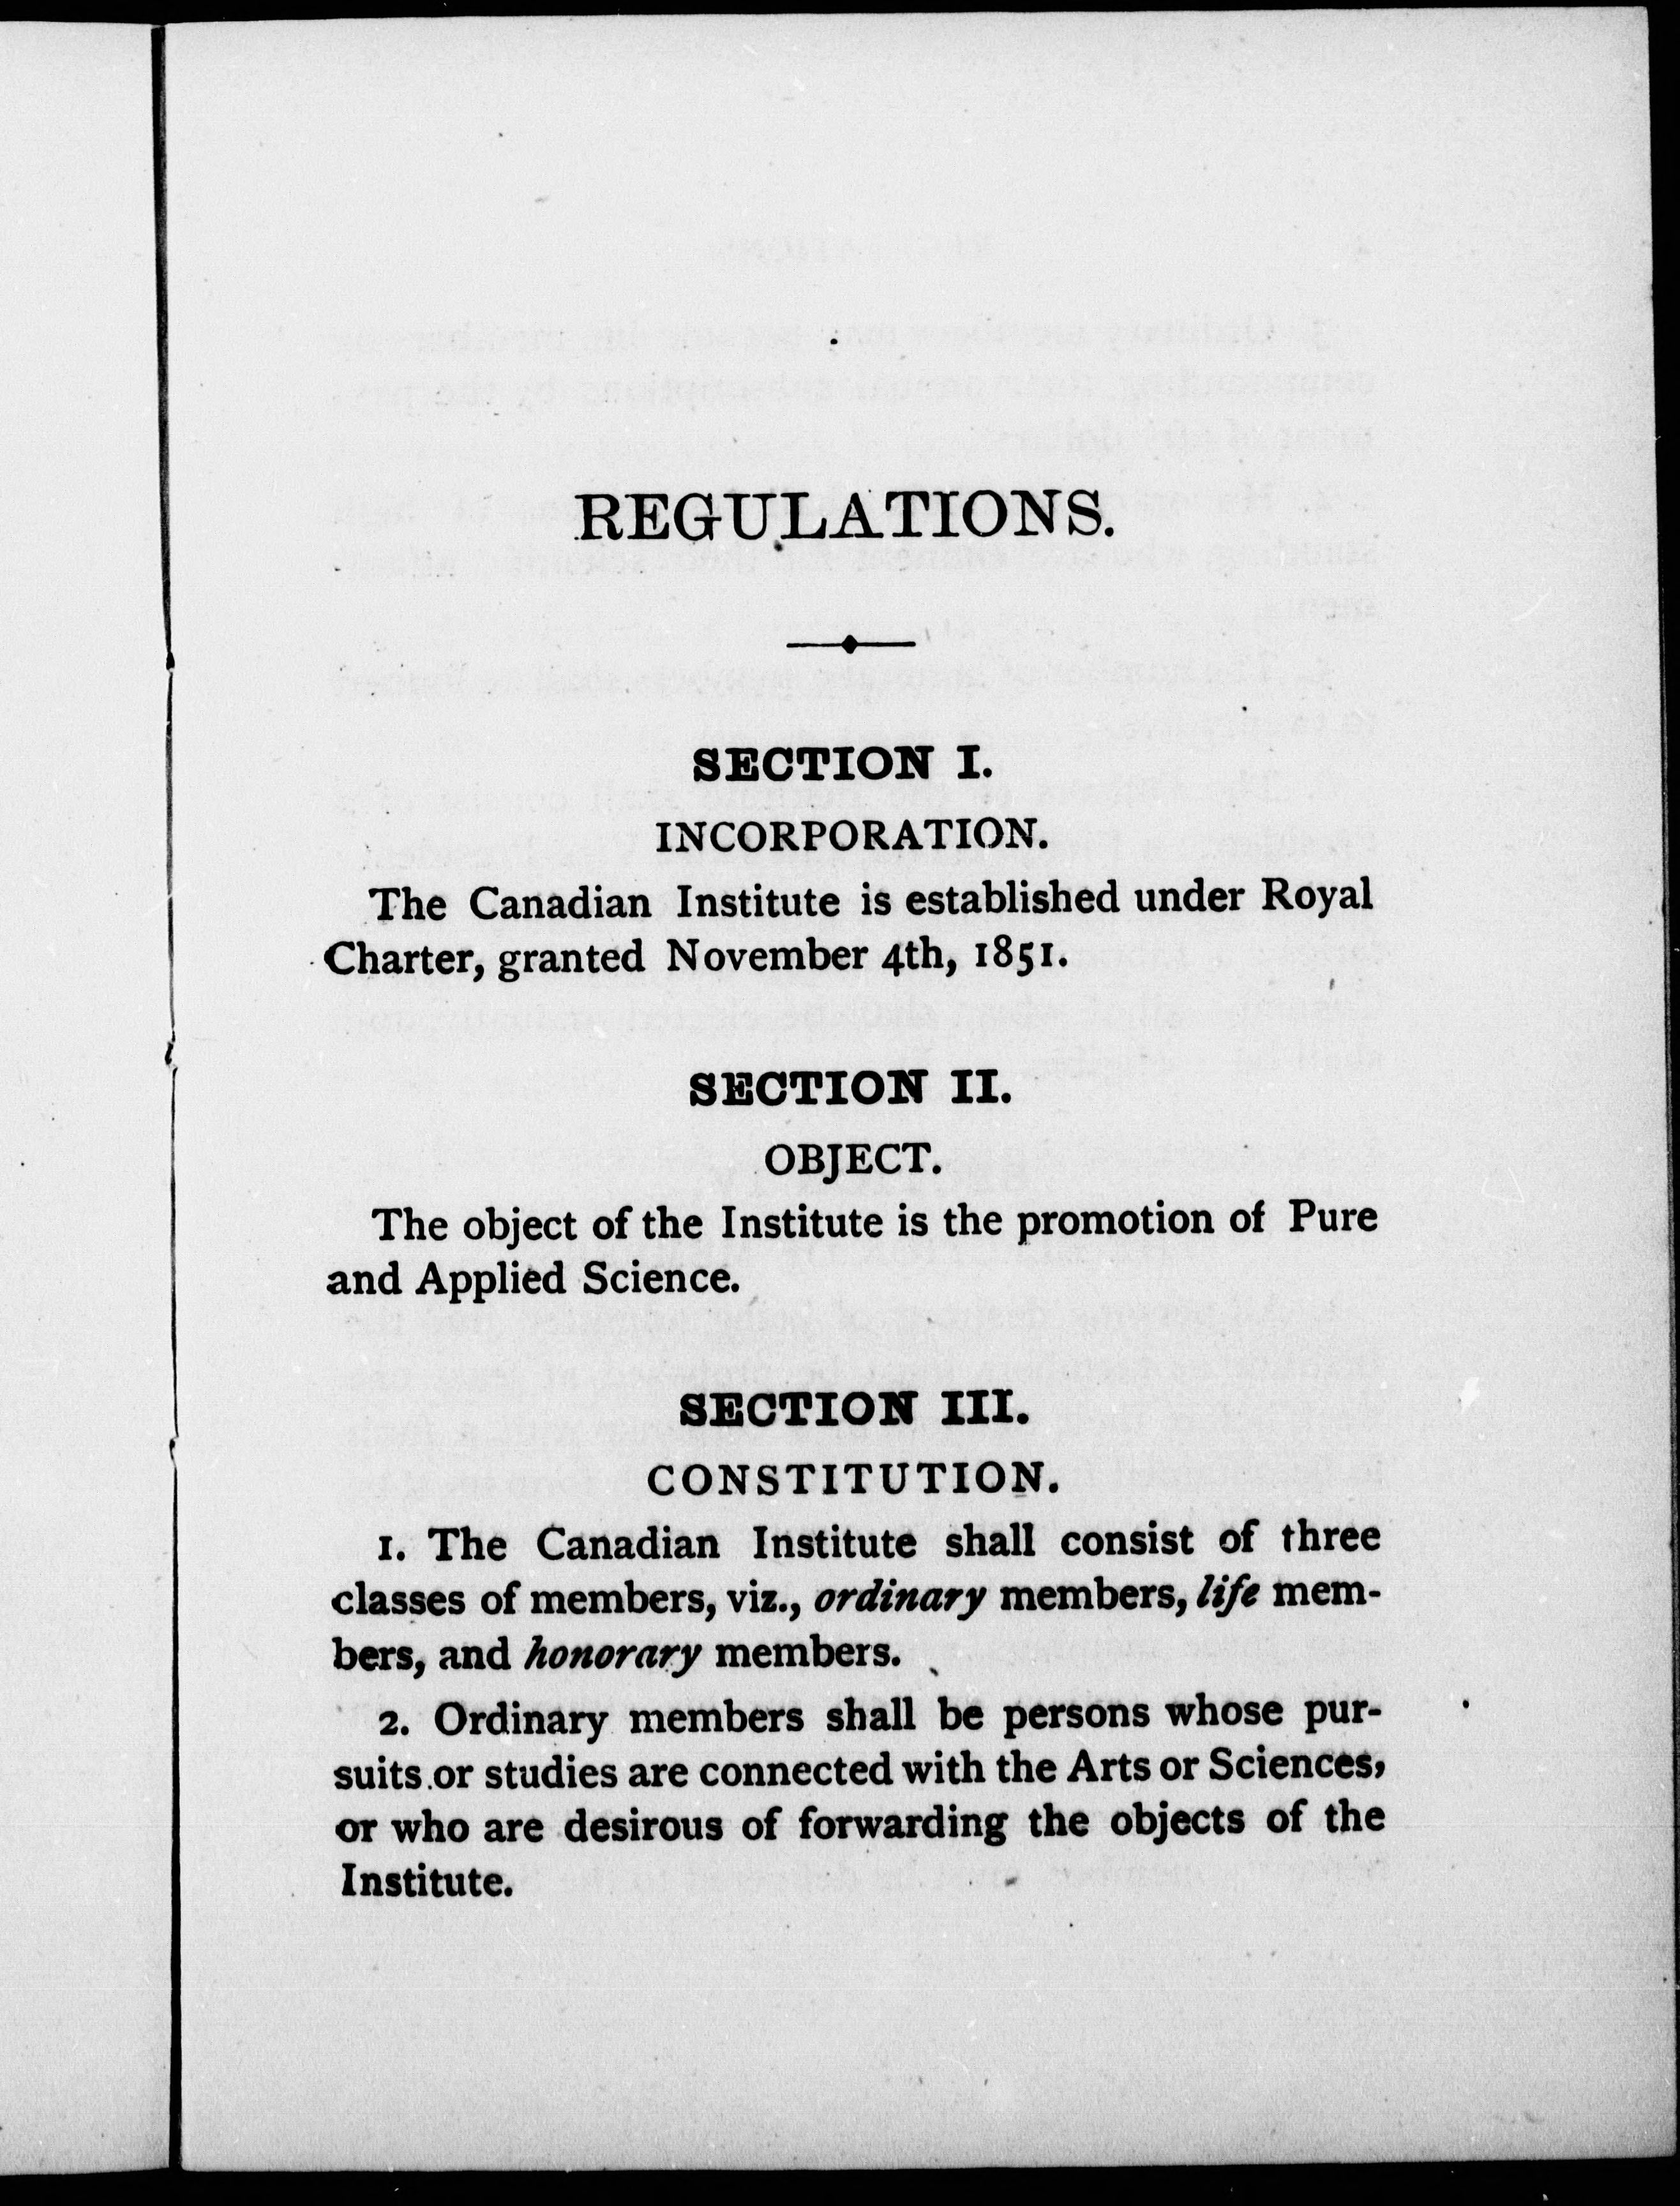 REGULATIONS.
SECTION I.
INCORPORATION.
The Canadian Institute is established under Royal
Charter, granted November 4th, 1851.
SECTION II.
OBJECT.
The object of the Institute is the promotion of Pure
and Applied Science.
SECTION III.
CONSTITUTION.
1. The Canadian Institute shall consist of three
classes of members, viz., ordinary members, life mem-
bers, and honorary members.
2. Ordinary members shall be persons whose pur-
suits or studies are connected with the Arts or Sciences,
or who are desirous of forwarding the objects of the
Institute.